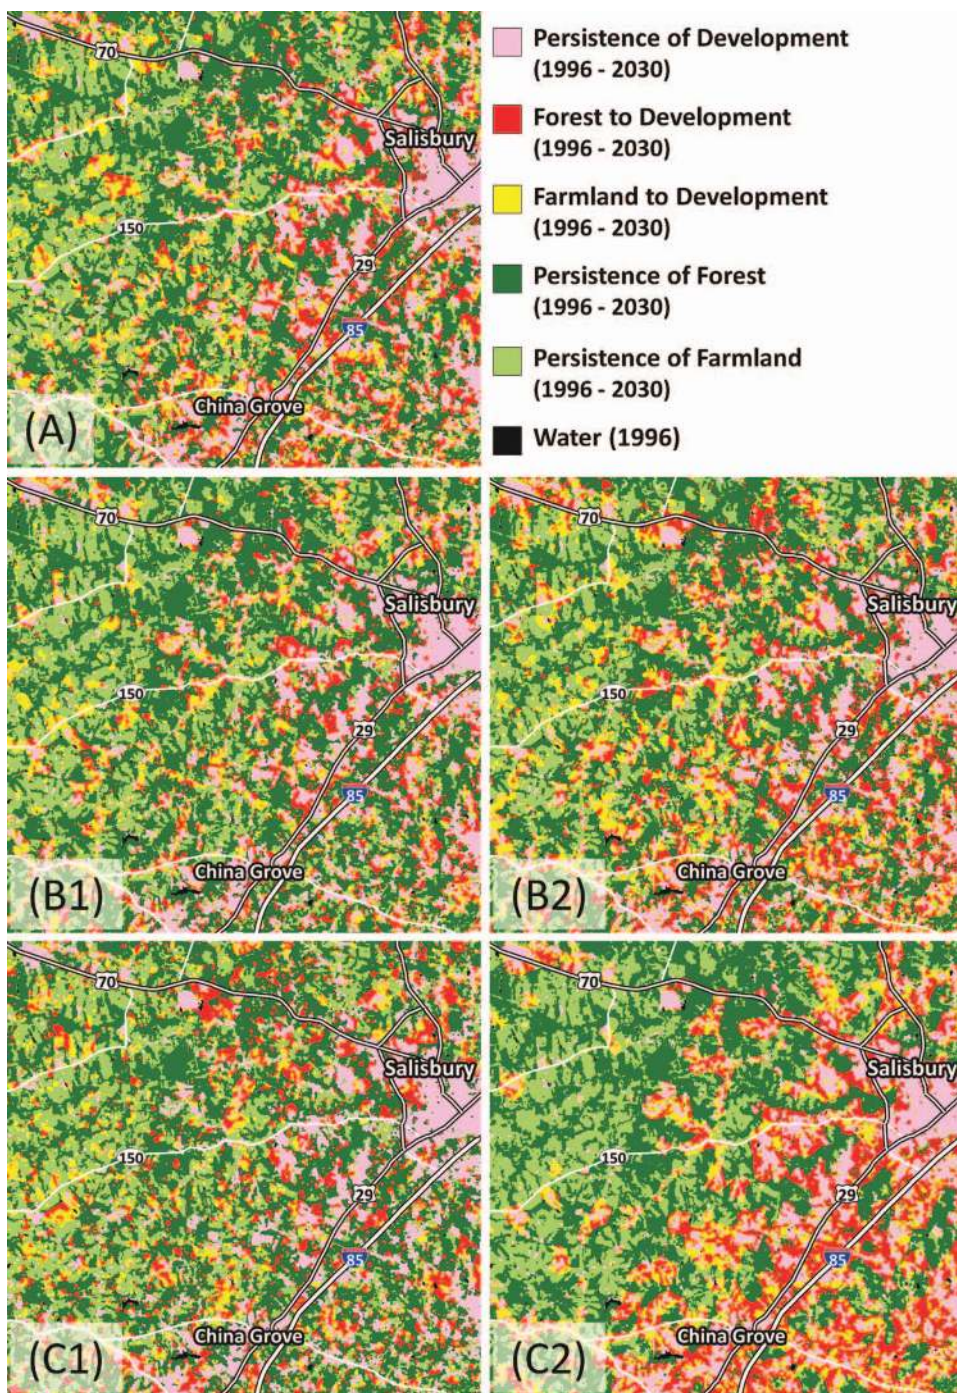 70
Salisbury
150
29
85
China Grove
(A)
Persistence of Development
(1996 - 2030)
Forest to Development
(1996 - 2030)
Farmland to Development
(1996 - 2030)
Persistence of Forest
(1996 - 2030)
Persistence of Farmland
(1996 - 2030)
Water (1996)
70
Salisbury
150
29
85
China Grove
(B1)
70
Salisbury
150
29
85
China Grove
(B2)
70
Salisbury
150
29
85
China Grove
(C1)
70
Salisbury
150
29
85
China Grove
(C2)